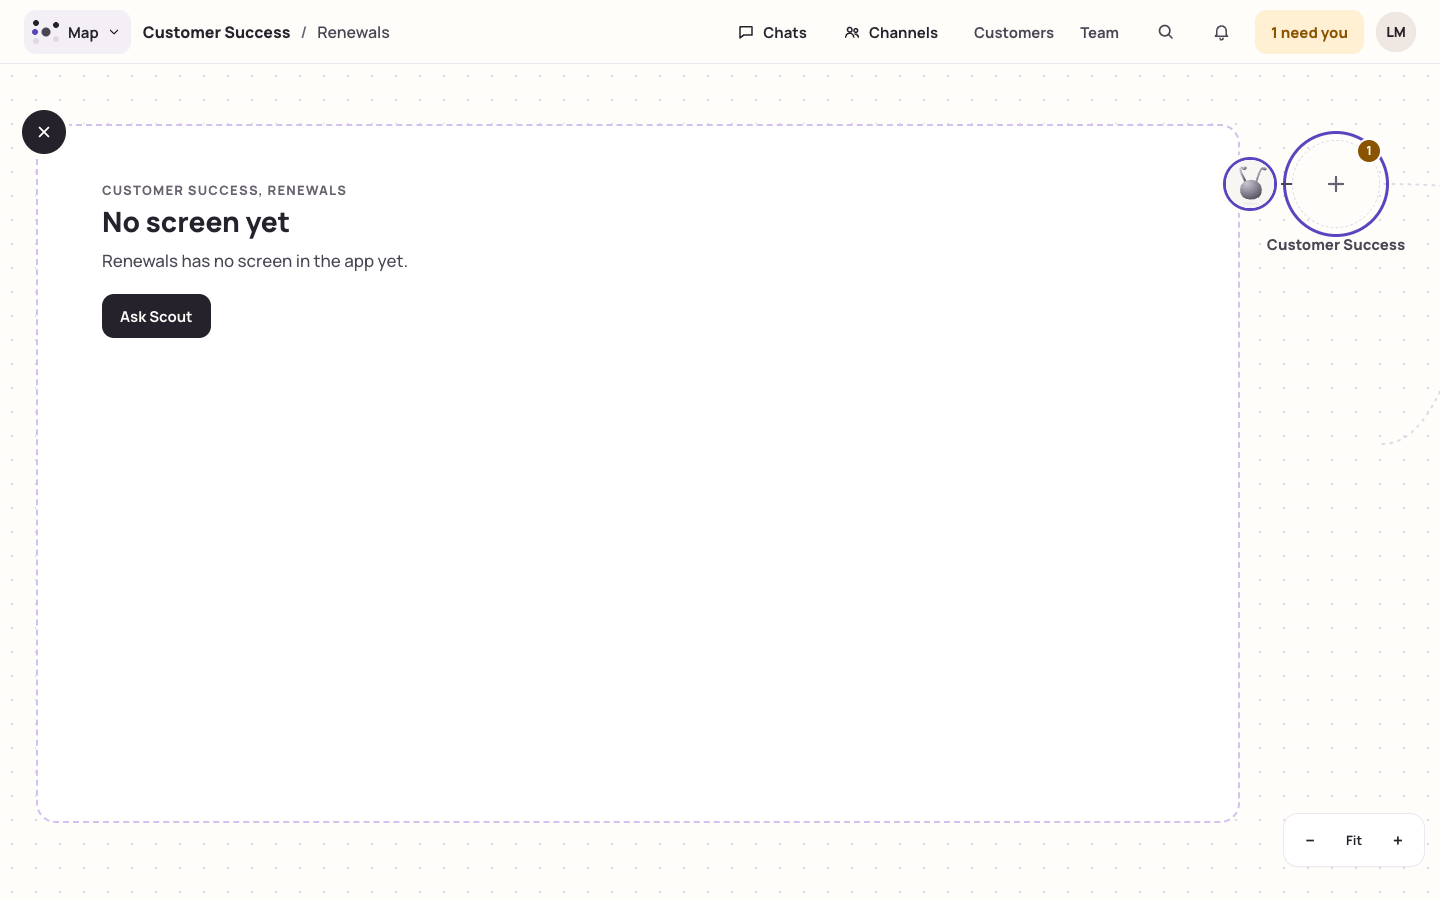 Map
Customer Success / Renewals
Chats
Channels
Customers
Team
1 need you
LM
CUSTOMER SUCCESS, RENEWALS
No screen yet
Renewals has no screen in the app yet.
Ask Scout
1
Customer Success
− Fit +